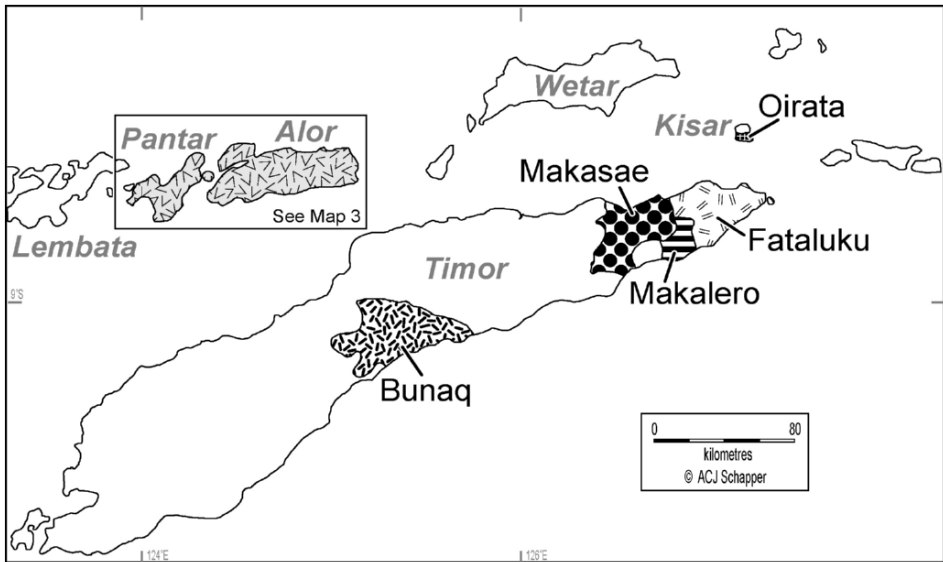 Wetar
Oirata
Kisar
Pantar
Alor
Makasae
See Map 3
Lembata
Fataluku
Timor
Makalero
9°S
Bunaq
0 80
kilometres
© ACJ Schapper
124°E
126°E